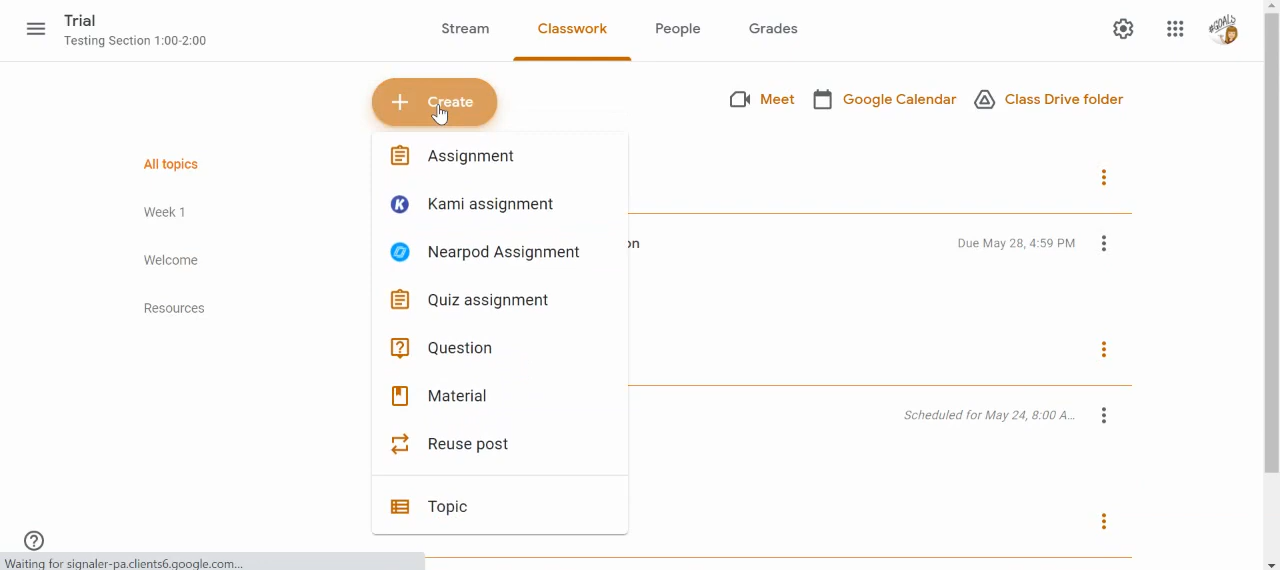 Trial
Testing Section 1:00-2:00
Stream
Classwork
People
Grades
#GOALS
Create
Meet
Google Calendar
Class Drive folder
All topics
Week 1
Welcome
Resources
Assignment
Kami assignment
Nearpod Assignment
Quiz assignment
Question
Material
Reuse post
Topic
on
Due May 28, 4:59 PM
Scheduled for May 24, 8:00 A...
Waiting for signaler-pa.clients6.google.com...